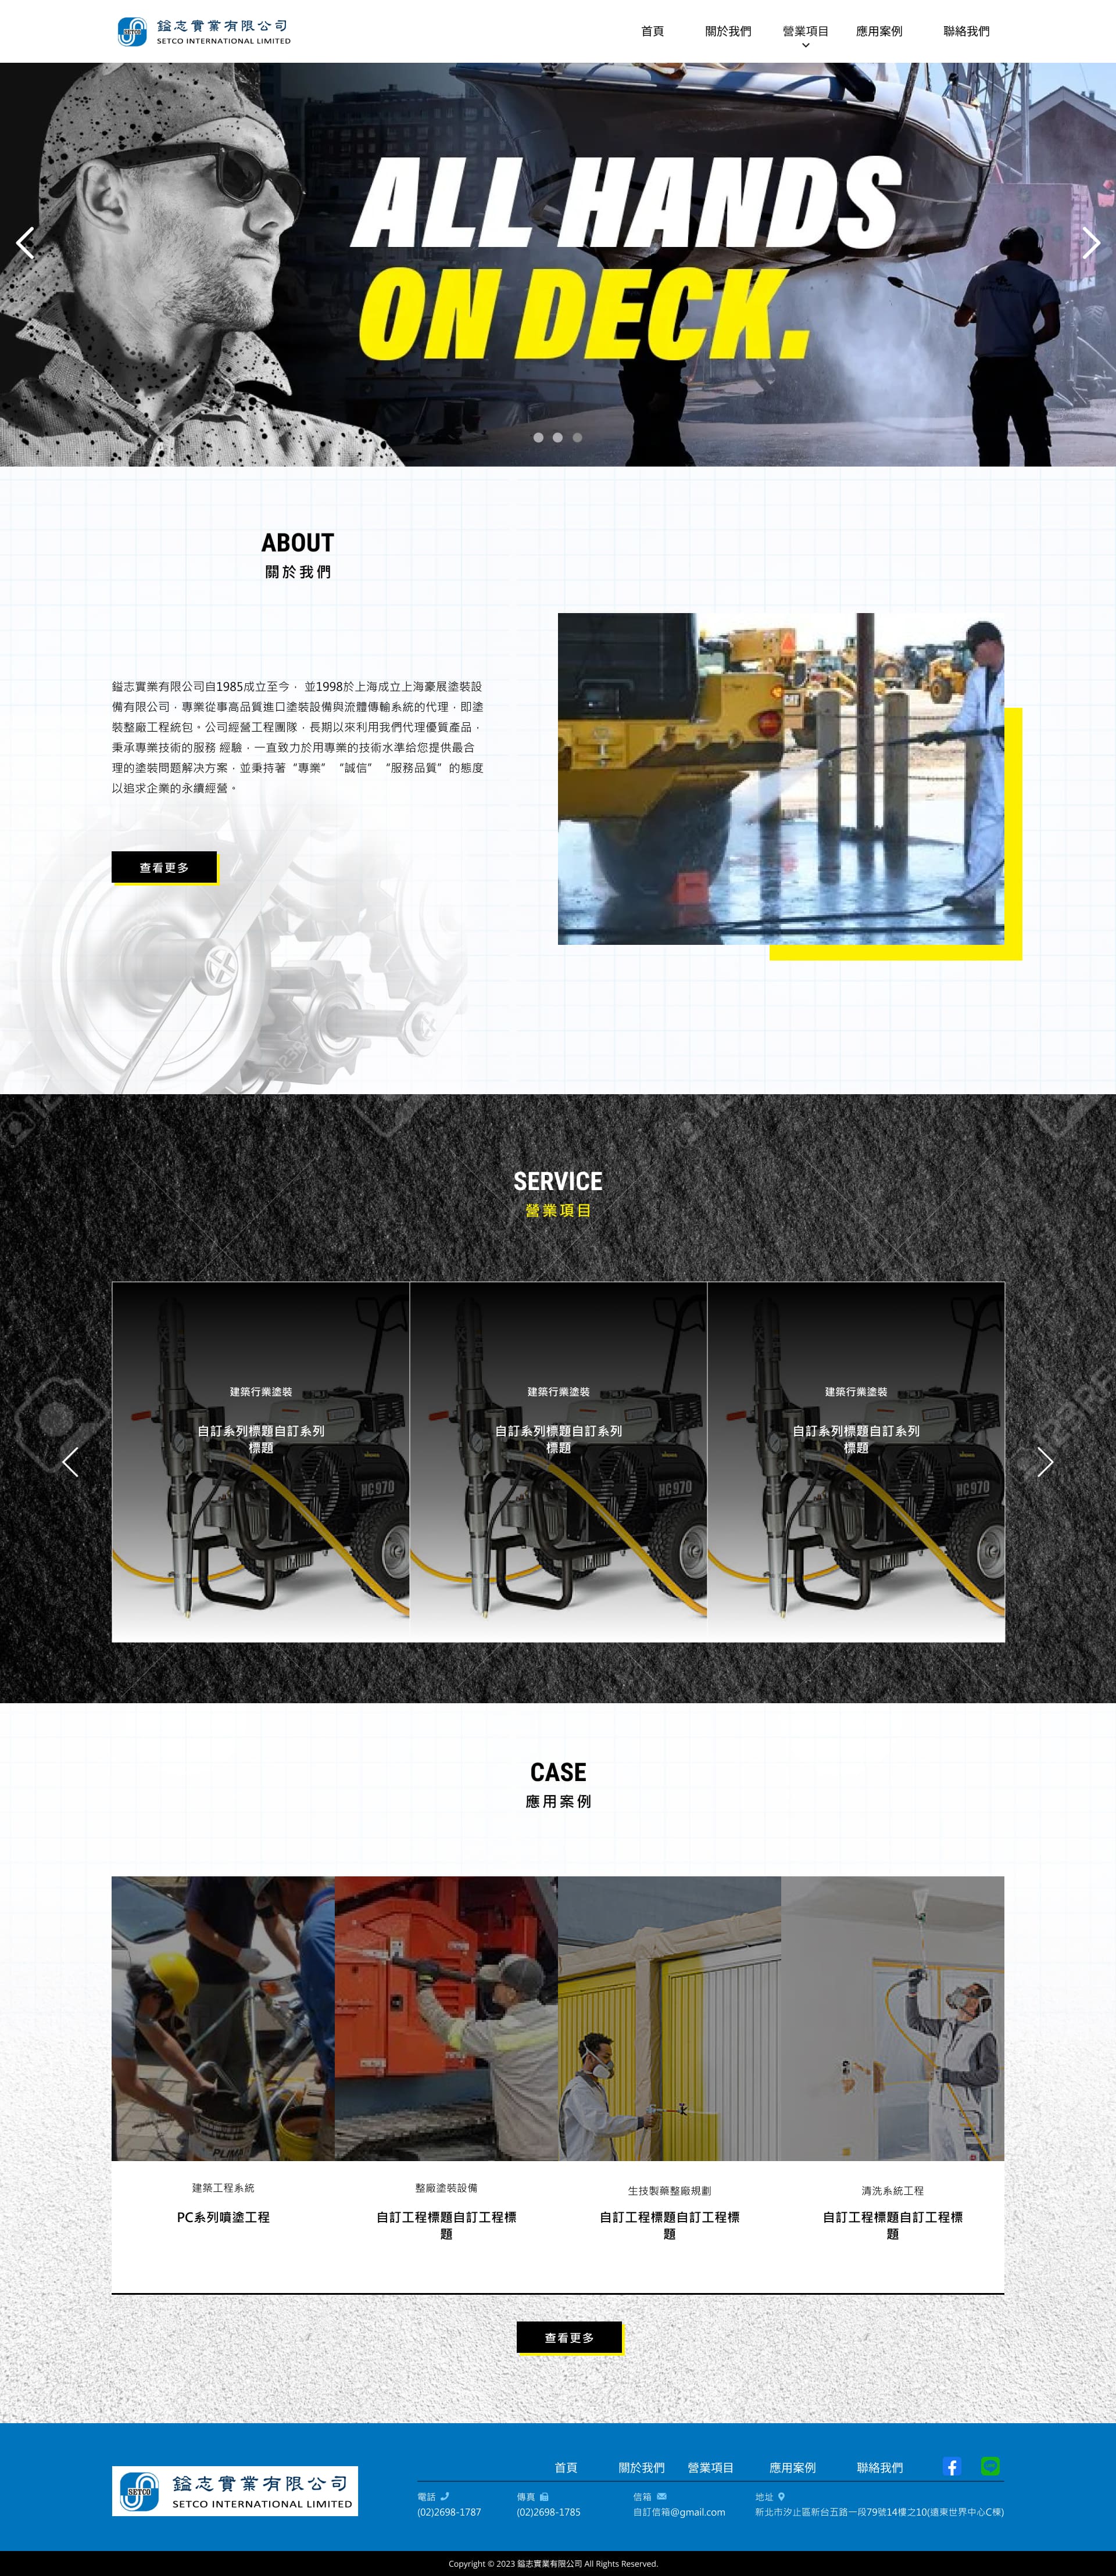 SETCO
鎰志實業有限公司
SETCO INTERNATIONAL LIMITED
首頁
關於我們
營業項目
應用案例
聯絡我們
ALL HANDS
ON DECK.
ABOUT
關於我們
鎰志實業有限公司自1985成立至今， 並1998於上海成立上海豪展塗裝設
備有限公司，專業從事高品質進口塗裝設備與流體傳輸系統的代理，即塗
裝整廠工程統包。公司經營工程團隊，長期以來利用我們代理優質產品，
秉承專業技術的服務 經驗，一直致力於用專業的技術水準給您提供最合
理的塗裝問題解決方案，並秉持著“專業” “誠信” “服務品質”的態度
以追求企業的永續經營。
查看更多
SERVICE
營業項目
建築行業塗裝
自訂系列標題自訂系列
標題
HC970
建築行業塗裝
自訂系列標題自訂系列
標題
HC970
建築行業塗裝
自訂系列標題自訂系列
標題
HC970
CASE
應用案例
建築工程系統
PC系列噴塗工程
整廠塗裝設備
自訂工程標題自訂工程標
題
生技製藥整廠規劃
自訂工程標題自訂工程標
題
清洗系統工程
自訂工程標題自訂工程標
題
查看更多
SETCO
鎰志實業有限公司
SETCO INTERNATIONAL LIMITED
首頁
關於我們
營業項目
應用案例
聯絡我們
電話
(02)2698-1787
傳真
(02)2698-1785
信箱
自訂信箱@gmail.com
地址
新北市汐止區新台五路一段79號14樓之10(遠東世界中心C棟)
Copyright © 2023 鎰志實業有限公司 All Rights Reserved.